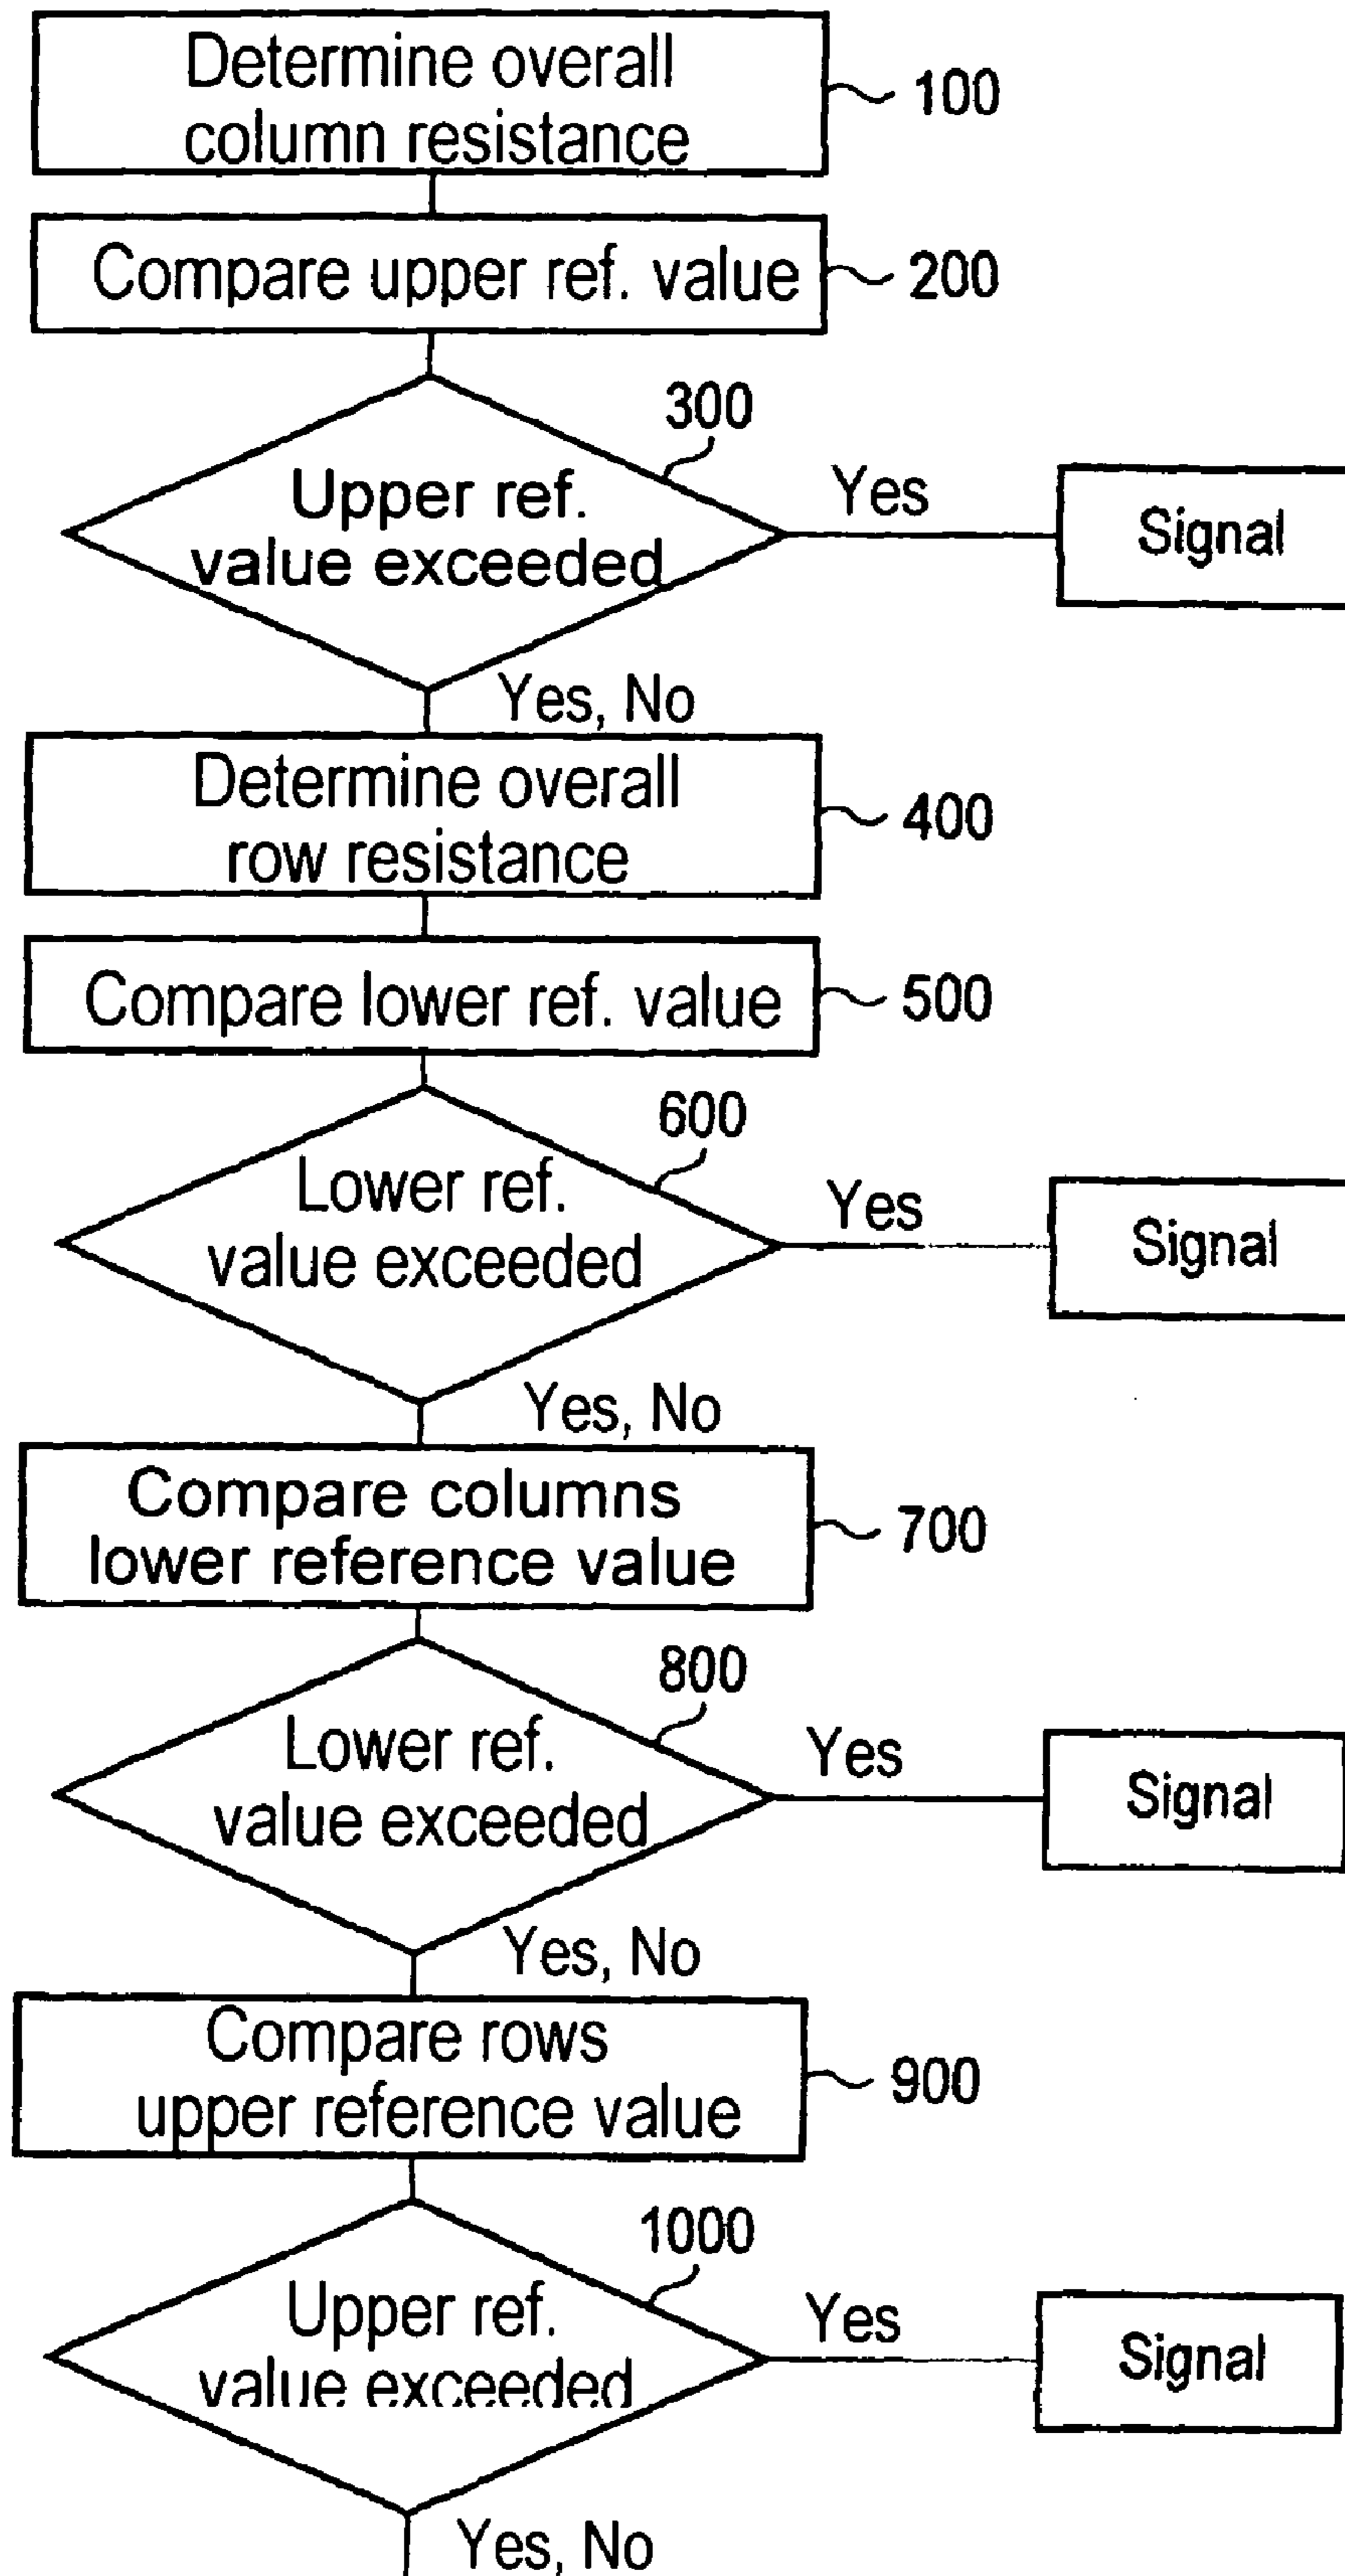 Determine overall
column resistance
100
Compare upper ref. value
200
300
Upper ref.
value exceeded
Yes
Signal
Yes, No
Determine overall
row resistance
400
Compare lower ref. value
500
600
Lower ref.
value exceeded
Yes
Signal
Yes, No
Compare columns
lower reference value
700
800
Lower ref.
value exceeded
Yes
Signal
Yes, No
Compare rows
upper reference value
900
1000
Upper ref.
value exceeded
Yes
Signal
Yes, No